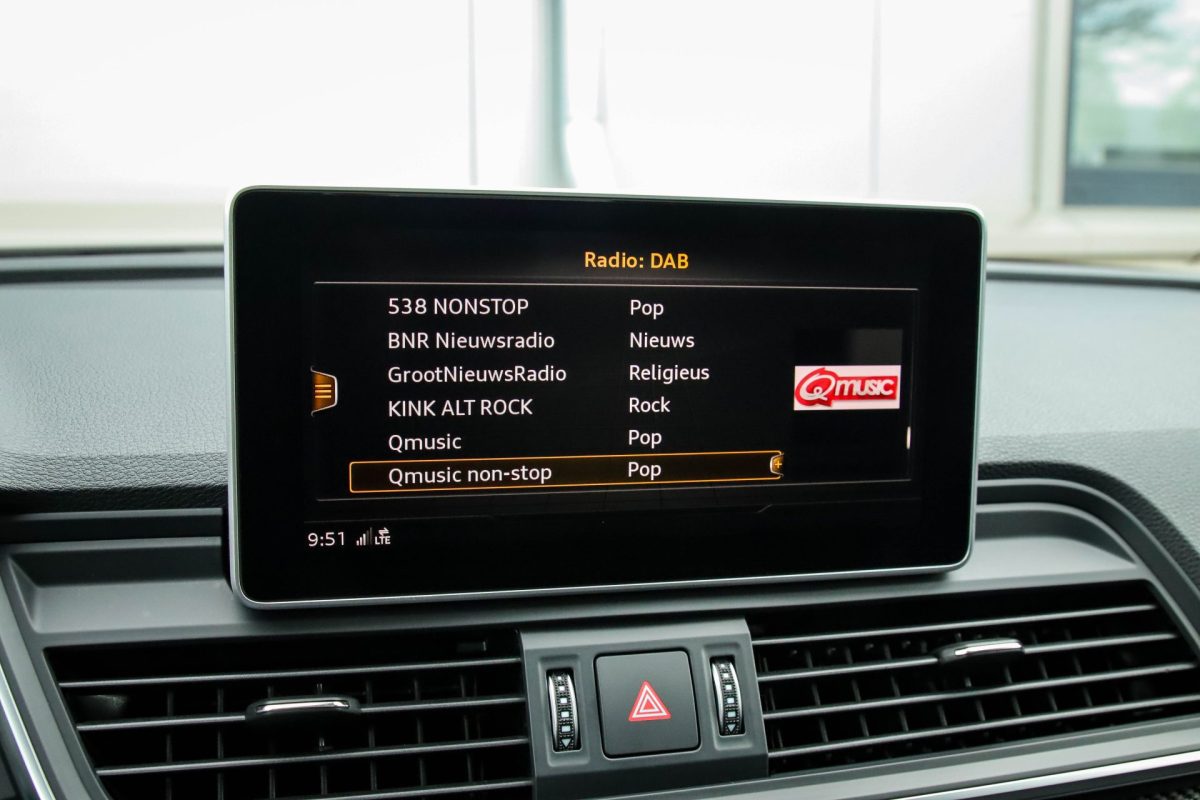 Radio: DAB
538 NONSTOP Pop
BNR Nieuwsradio Nieuws
GrootNieuwsRadio Religieus
KINK ALT ROCK Rock
Qmusic Pop
Qmusic non-stop Pop
Qmusic
9:51 LTE